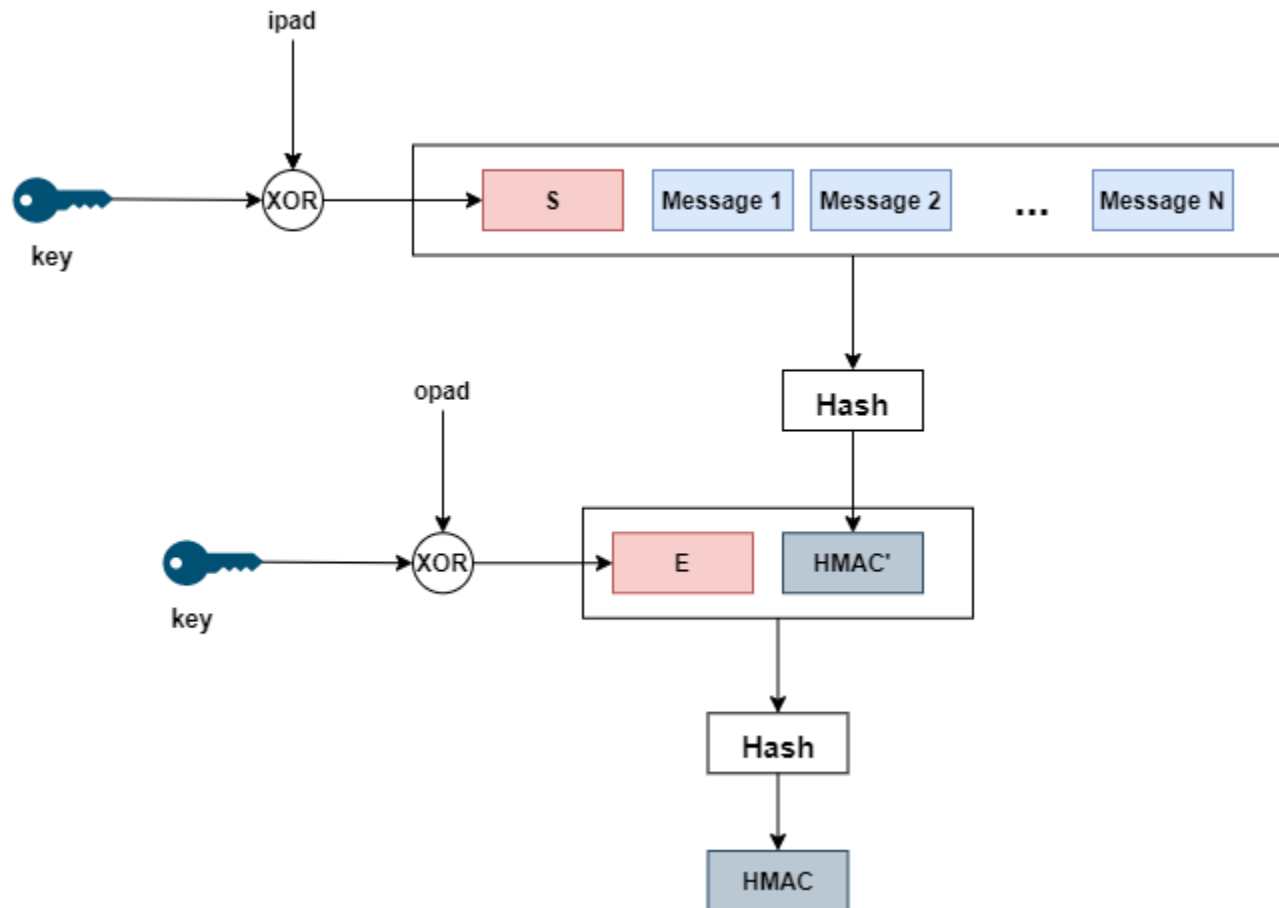 ipad
XOR
S
Message 1
Message 2
...
Message N
key
Hash
opad
XOR
E
HMAC'
key
Hash
HMAC